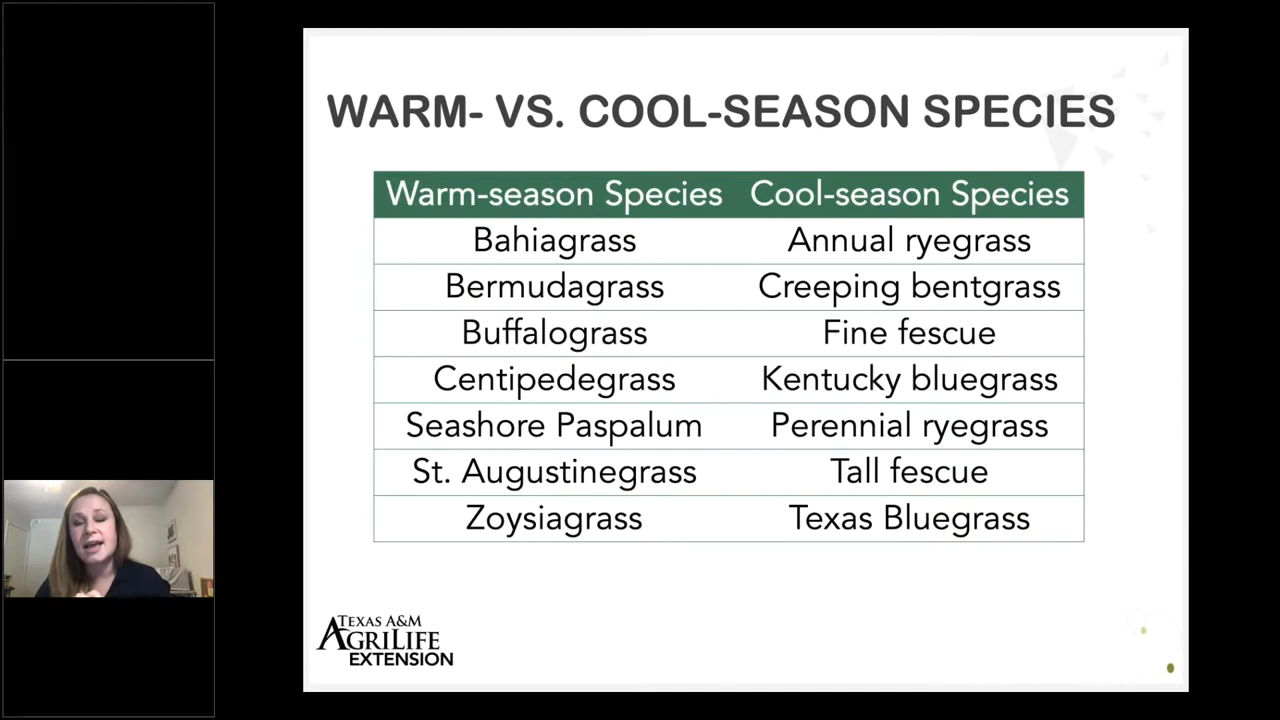 WARM- VS. COOL-SEASON SPECIES
Warm-season Species Cool-season Species
Bahiagrass Annual ryegrass
Bermudagrass Creeping bentgrass
Buffalograss Fine fescue
Centipedegrass Kentucky bluegrass
Seashore Paspalum Perennial ryegrass
St. Augustinegrass Tall fescue
Zoysiagrass Texas Bluegrass
TEXAS A&M
AGRILIFE
EXTENSION